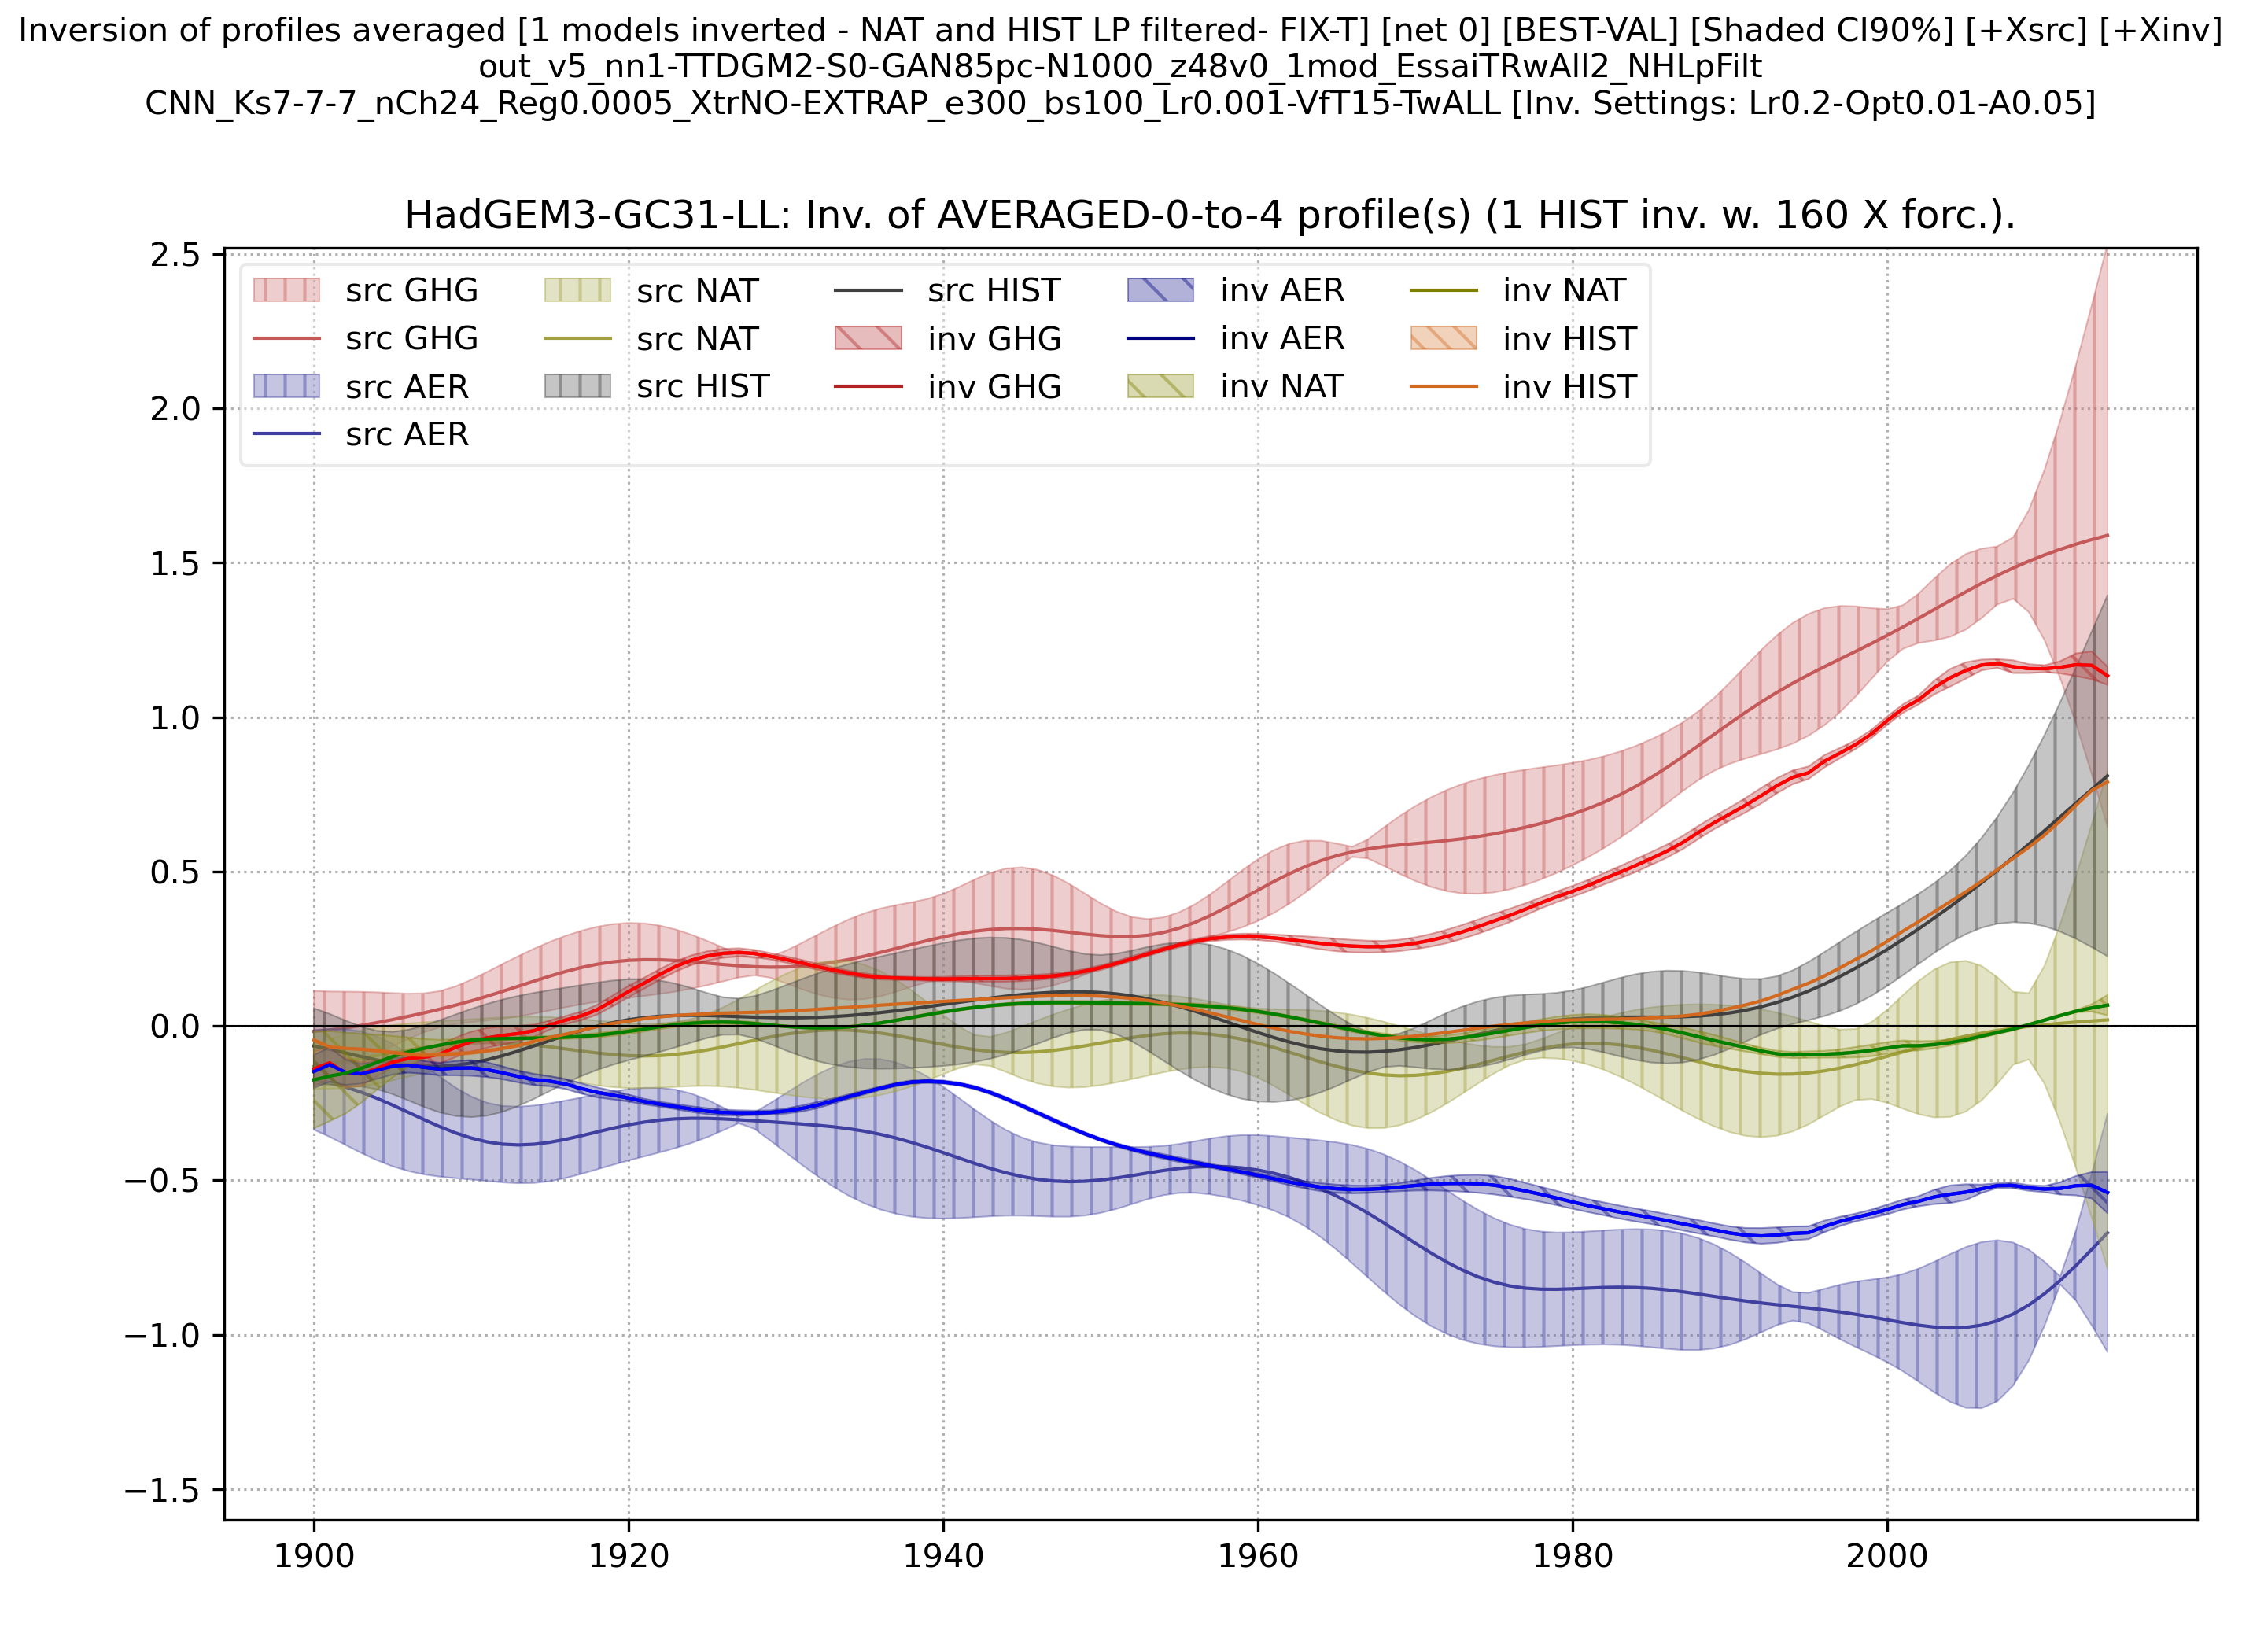 Inversion of profiles averaged [1 models inverted - NAT and HIST LP filtered- FIX-T] [net 0] [BEST-VAL] [Shaded CI90%] [+Xsrc] [+Xinv]
out_v5_nn1-TTDGM2-S0-GAN85pc-N1000_z48v0_1mod_EssaiTRwAll2_NHLpFilt
CNN_Ks7-7-7_nCh24_Reg0.0005_XtrNO-EXTRAP_e300_bs100_Lr0.001-VfT15-TwALL [Inv. Settings: Lr0.2-Opt0.01-A0.05]
HadGEM3-GC31-LL: Inv. of AVERAGED-0-to-4 profile(s) (1 HIST inv. w. 160 X forc.).
src GHG
src GHG
src AER
src AER
src NAT
src NAT
src HIST
src HIST
inv GHG
inv GHG
inv AER
inv AER
inv NAT
inv NAT
inv HIST
inv HIST
2.5
2.0
1.5
1.0
0.5
0.0
−0.5
−1.0
−1.5
1900
1920
1940
1960
1980
2000